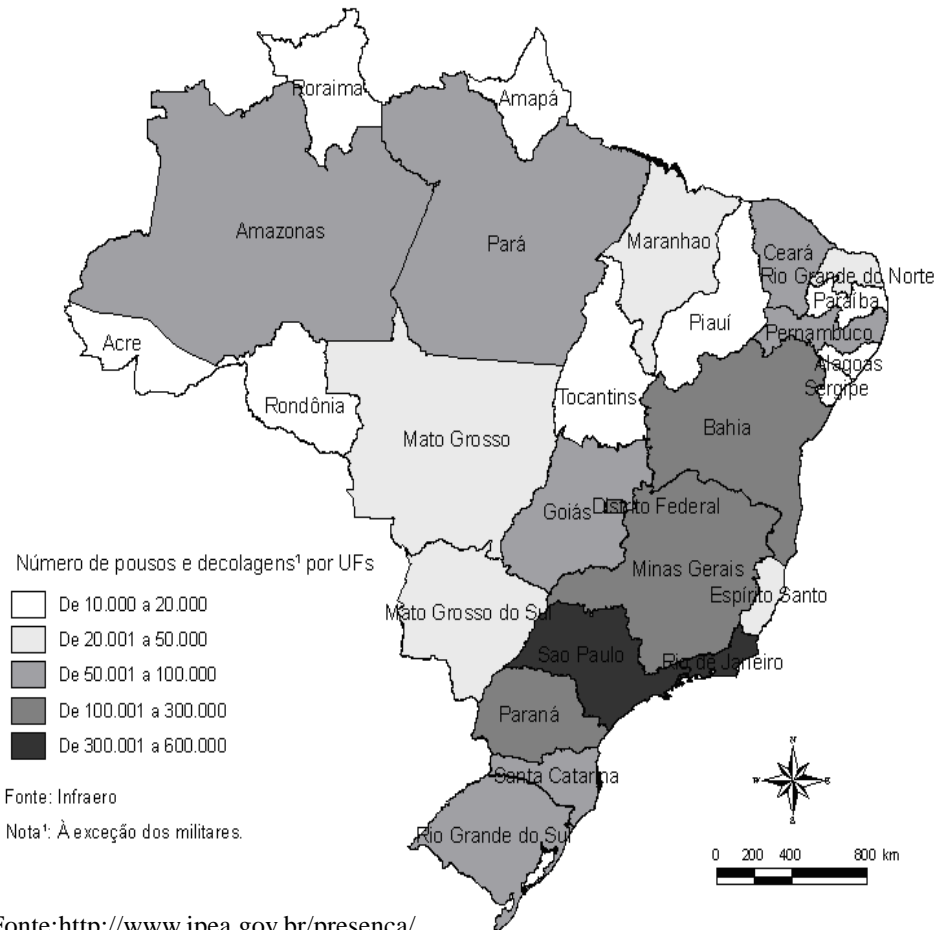 Roraima
Amapá
Amazonas
Pará
Maranhao
Ceará
Rio Grande do Norte
Paraíba
Piauí
Pernambuco
Acre
Alagoas
Sergipe
Rondônia
Tocantins
Bahia
Mato Grosso
Goiás
Distrito Federal
Número de pousos e decolagens¹ por UFs
De 10.000 a 20.000
De 20.001 a 50.000
De 50.001 a 100.000
De 100.001 a 300.000
De 300.001 a 600.000
Minas Gerais
Espírito Santo
Mato Grosso do Sul
Sao Paulo
Rio de Janeiro
Paraná
Santa Catarina
Rio Grande do Sul
Fonte: Infraero
Nota¹: À exceção dos militares.
N
W
E
S
0 200 400 800 km
Fonte:http://www.ipea.gov.br/presenca/